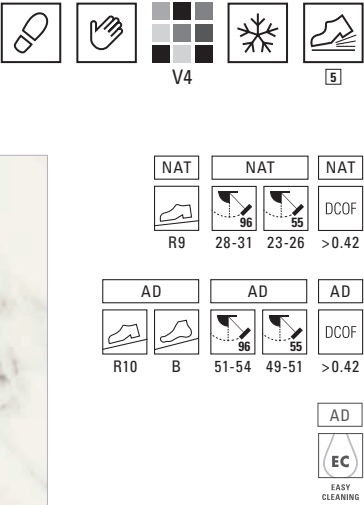 V4
5
NAT NAT NAT
96 55 DCOF
R9 28-31 23-26 >0.42
AD AD AD
96 55 DCOF
R10 B 51-54 49-51 >0.42
AD
EC
EASY
CLEANING